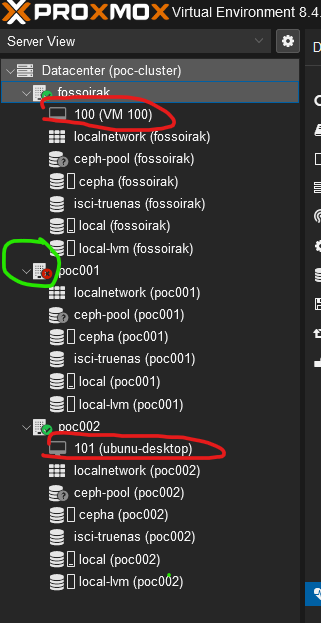 PROXMOX Virtual Environment 8.4.
Server View
Datacenter (poc-cluster)
fossoirak
100 (VM 100)
localnetwork (fossoirak)
ceph-pool (fossoirak)
cepha (fossoirak)
isci-truenas (fossoirak)
local (fossoirak)
local-lvm (fossoirak)
poc001
localnetwork (poc001)
ceph-pool (poc001)
cepha (poc001)
isci-truenas (poc001)
local (poc001)
local-lvm (poc001)
poc002
101 (ubunu-desktop)
localnetwork (poc002)
ceph-pool (poc002)
cepha (poc002)
isci-truenas (poc002)
local (poc002)
local-lvm (poc002)